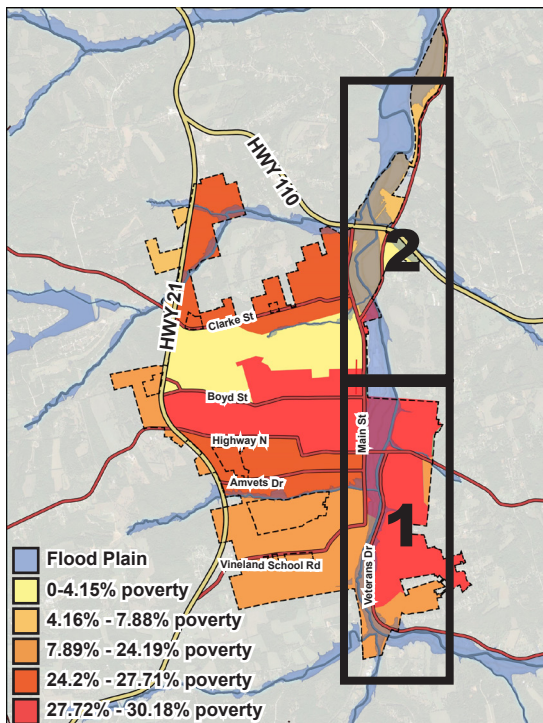 HWY 110
HWY 21
2
Clarke St
Boyd St
Main St
Highway N
Amvets Dr
1
Vineland School Rd
Veterans Dr
Flood Plain
0-4.15% poverty
4.16% - 7.88% poverty
7.89% - 24.19% poverty
24.2% - 27.71% poverty
27.72% - 30.18% poverty